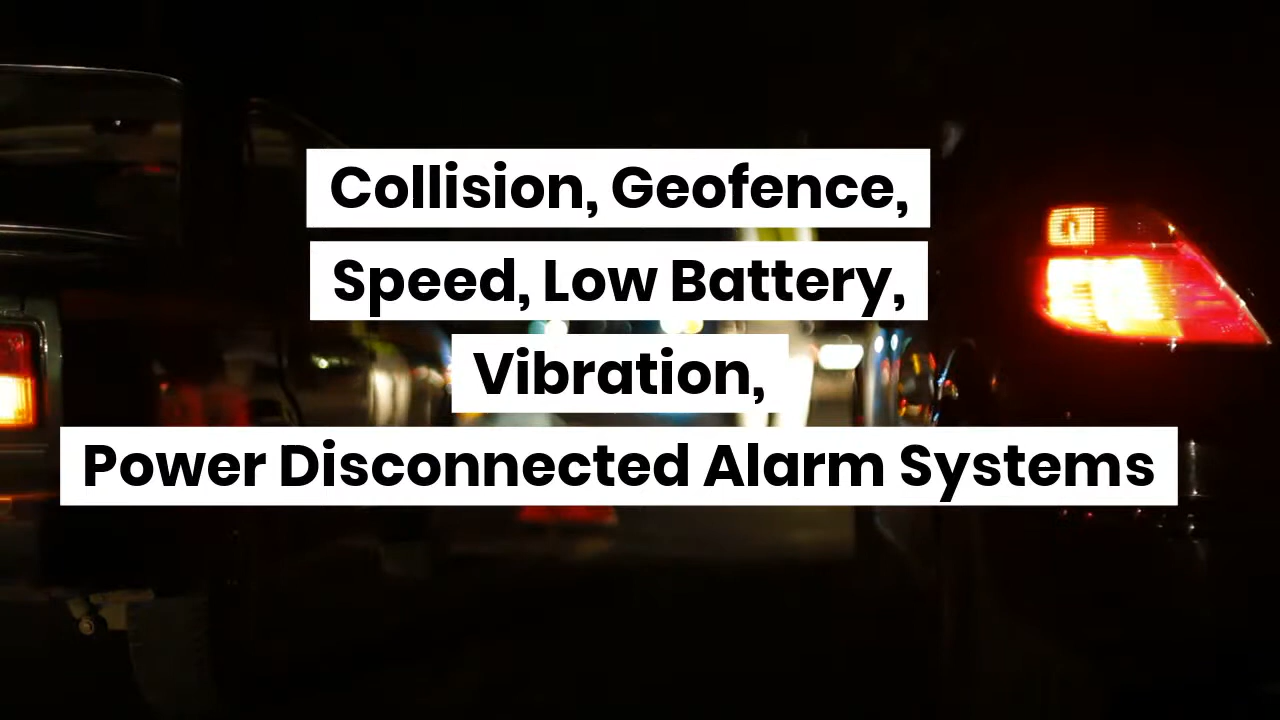 Collision, Geofence,
Speed, Low Battery,
Vibration,
Power Disconnected Alarm Systems